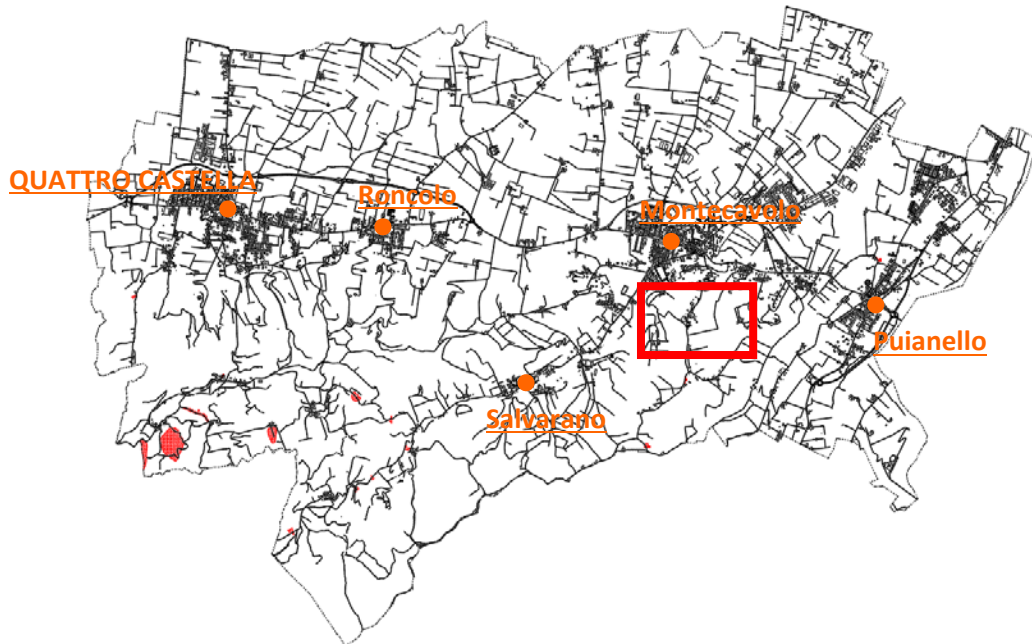 QUATTRO CASTELLA
Roncolo
Montecavolo
Puianello
Salvarano